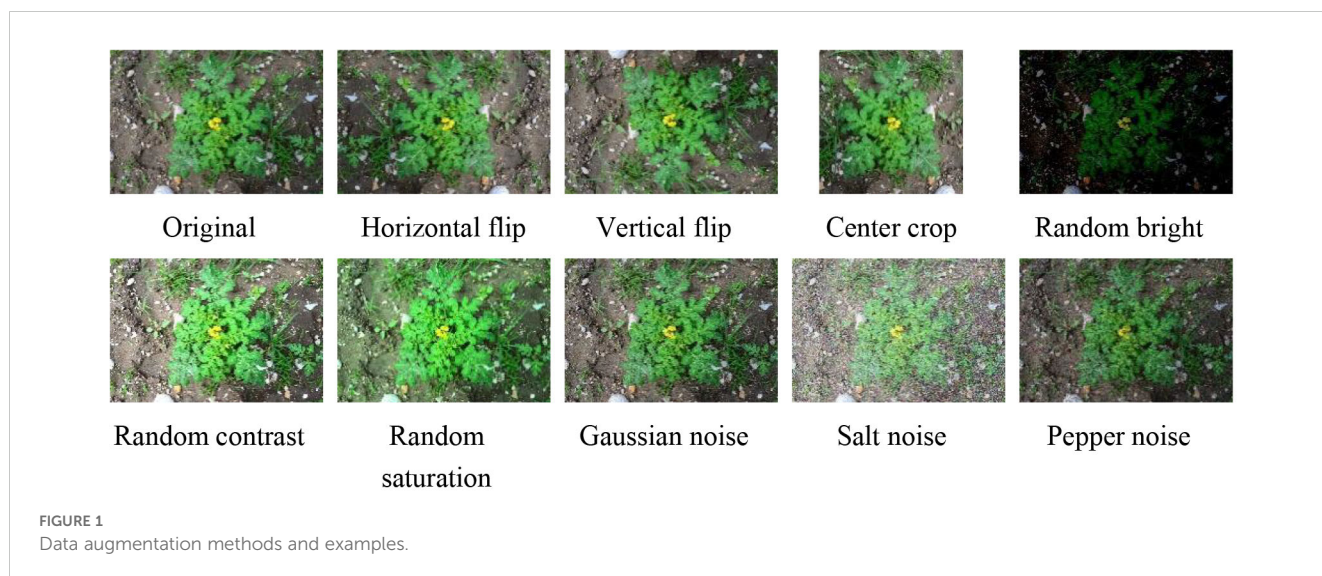 Original
Horizontal flip
Vertical flip
Center crop
Random bright
Random contrast
Random
saturation
Gaussian noise
Salt noise
Pepper noise
FIGURE 1
Data augmentation methods and examples.